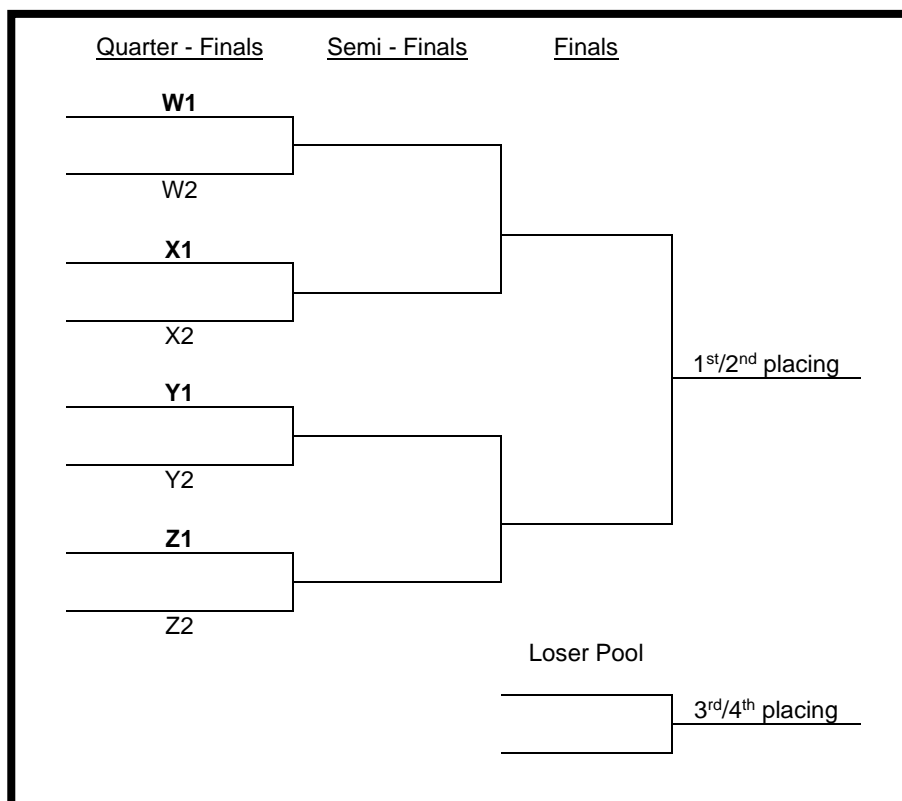 Quarter - Finals Semi - Finals Finals
W1
W2
X1
X2
1st/2nd placing
Y1
Y2
Z1
Z2
Loser Pool
3rd/4th placing